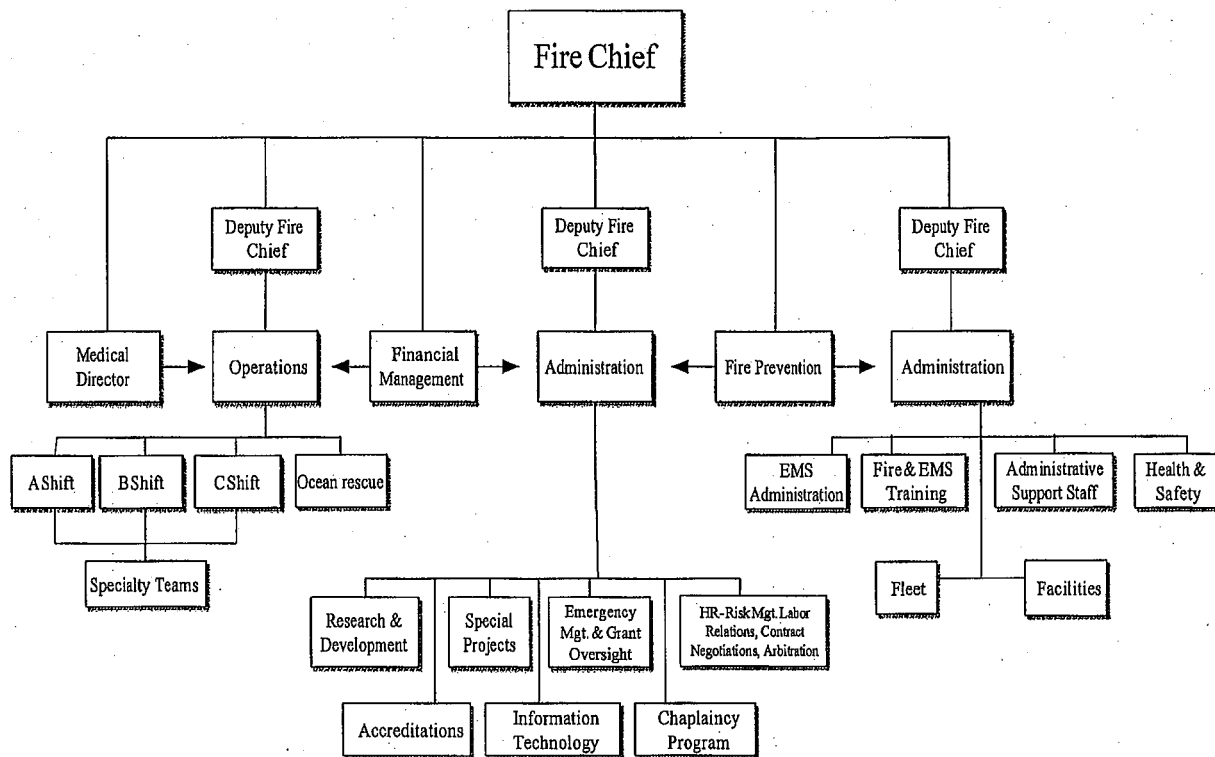 Fire Chief
Deputy Fire
Chief
Deputy Fire
Chief
Deputy Fire
Chief
Medical
Director
Operations
Financial
Management
Administration
Fire Prevention
Administration
A Shift
B Shift
C Shift
Ocean rescue
EMS
Administration
Fire & EMS
Training
Administrative
Support Staff
Health &
Safety
Specialty Teams
Fleet
Facilities
Research &
Development
Special
Projects
Emergency
Mgt. & Grant
Oversight
HR-Risk Mgt. Labor
Relations, Contract
Negotiations, Arbitration
Accreditations
Information
Technology
Chaplaincy
Program